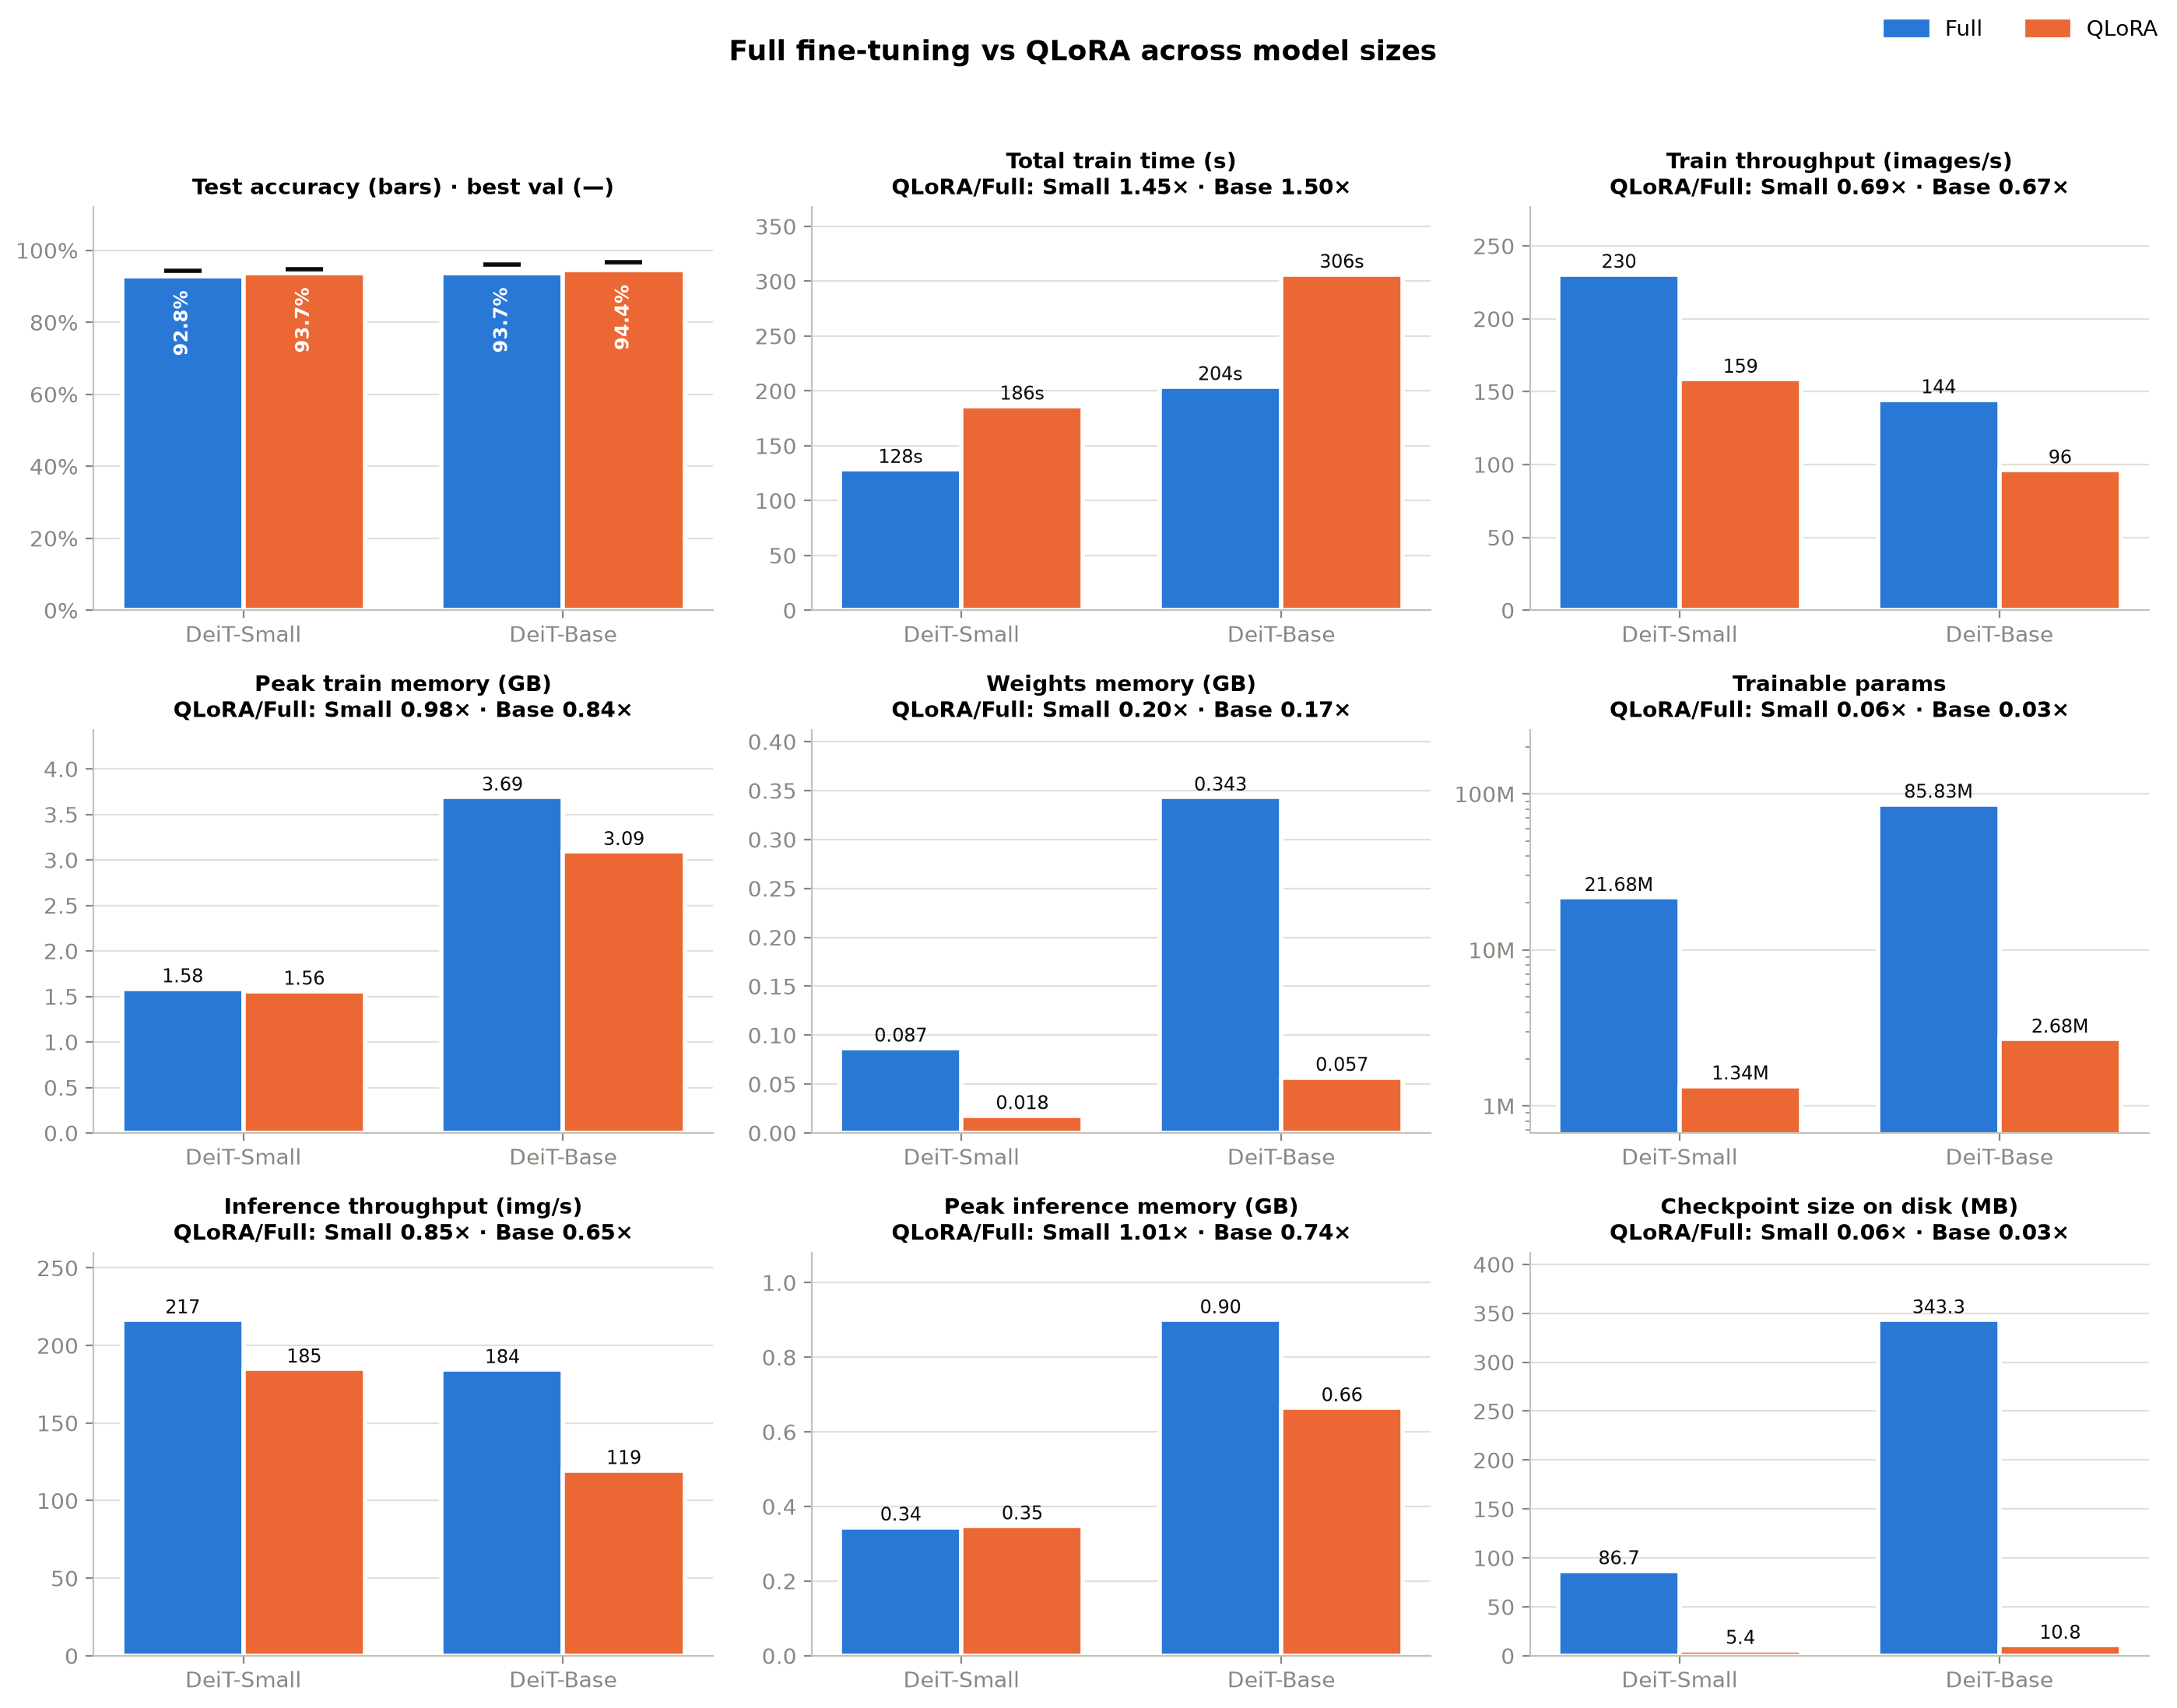 Full QLoRA
Full fine-tuning vs QLoRA across model sizes
Test accuracy (bars) · best val (—)
100%
80%
60%
40%
20%
0%
92.8%
93.7%
93.7%
94.4%
DeiT-Small DeiT-Base
Total train time (s)
QLoRA/Full: Small 1.45× · Base 1.50×
350
300
250
200
150
100
50
0
128s
186s
204s
306s
DeiT-Small DeiT-Base
Train throughput (images/s)
QLoRA/Full: Small 0.69× · Base 0.67×
250
200
150
100
50
0
230
159
144
96
DeiT-Small DeiT-Base
Peak train memory (GB)
QLoRA/Full: Small 0.98× · Base 0.84×
4.0
3.5
3.0
2.5
2.0
1.5
1.0
0.5
0.0
1.58
1.56
3.69
3.09
DeiT-Small DeiT-Base
Weights memory (GB)
QLoRA/Full: Small 0.20× · Base 0.17×
0.40
0.35
0.30
0.25
0.20
0.15
0.10
0.05
0.00
0.087
0.018
0.343
0.057
DeiT-Small DeiT-Base
Trainable params
QLoRA/Full: Small 0.06× · Base 0.03×
100M
10M
1M
21.68M
1.34M
85.83M
2.68M
DeiT-Small DeiT-Base
Inference throughput (img/s)
QLoRA/Full: Small 0.85× · Base 0.65×
250
200
150
100
50
0
217
185
184
119
DeiT-Small DeiT-Base
Peak inference memory (GB)
QLoRA/Full: Small 1.01× · Base 0.74×
1.0
0.8
0.6
0.4
0.2
0.0
0.34
0.35
0.90
0.66
DeiT-Small DeiT-Base
Checkpoint size on disk (MB)
QLoRA/Full: Small 0.06× · Base 0.03×
400
350
300
250
200
150
100
50
0
86.7
5.4
343.3
10.8
DeiT-Small DeiT-Base